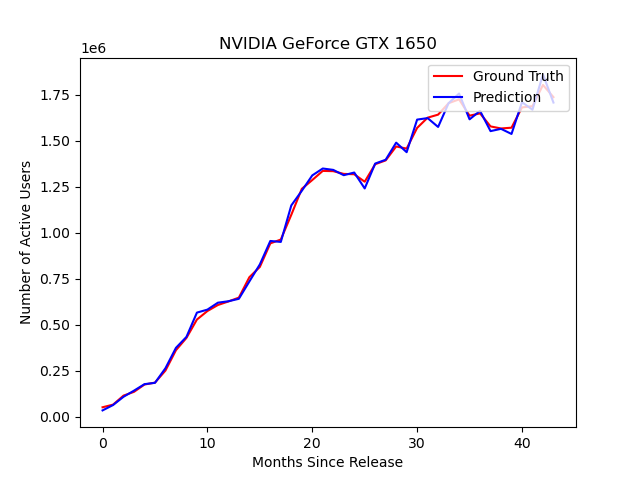 NVIDIA GeForce GTX 1650
1e6
Ground Truth
Prediction
1.75
1.50
1.25
1.00
0.75
0.50
0.25
0.00
Number of Active Users
0 10 20 30 40
Months Since Release